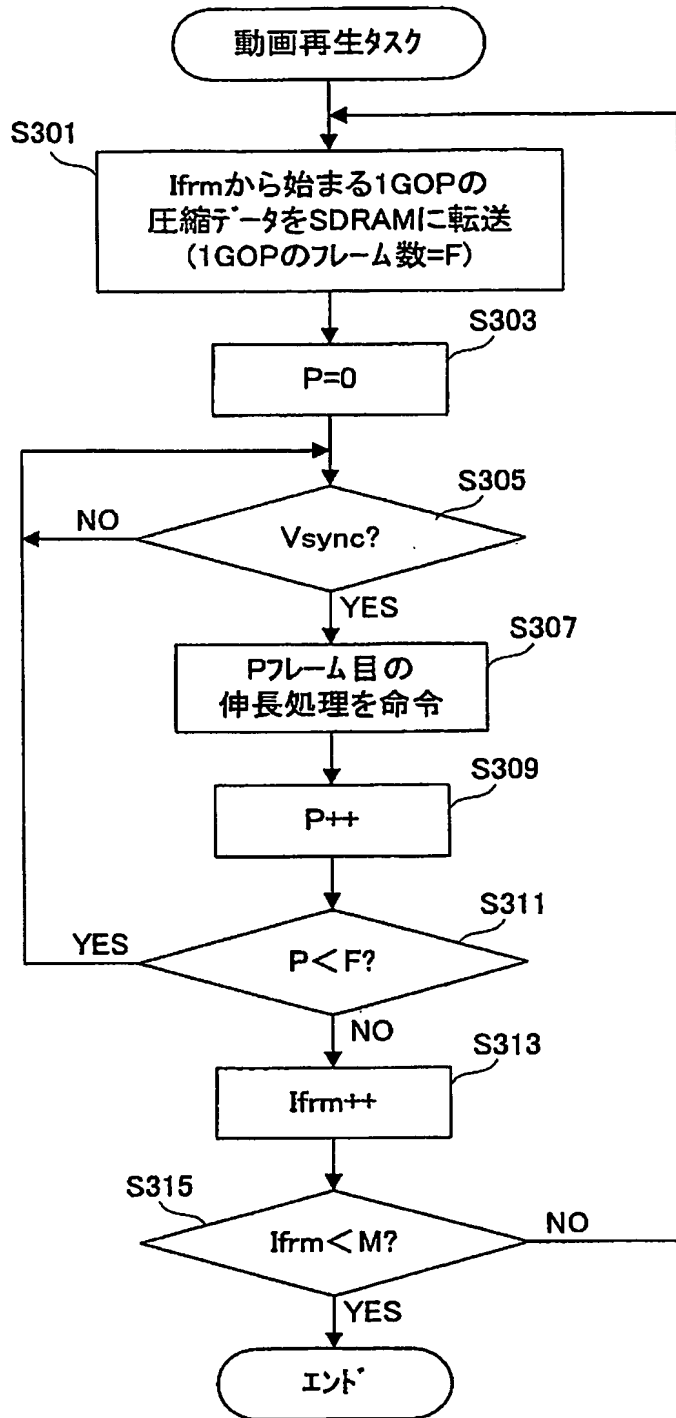 動画再生タスク
S301
Ifrmから始まる1GOPの
圧縮データをSDRAMに転送
(1GOPのフレーム数=F)
S303
P=0
S305
Vsync?
NO
YES
S307
Pフレーム目の
伸長処理を命令
S309
P++
S311
P<F?
YES
NO
S313
Ifrm++
S315
Ifrm<M?
NO
YES
エンド